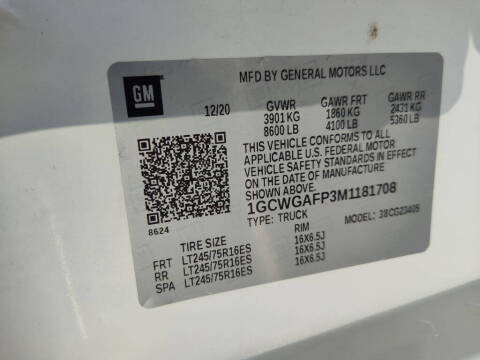 GM
MFD BY GENERAL MOTORS LLC
12/20 GVWR GAWR FRT GAWR RR
3901 KG 1860 KG 2431 KG
8600 LB 4100 LB 5360 LB
THIS VEHICLE CONFORMS TO ALL
APPLICABLE U.S. FEDERAL MOTOR
VEHICLE SAFETY STANDARDS IN EFFECT
ON THE DATE OF MANUFACTURE
SHOWN ABOVE.
1GCWGAFP3M1181708
8624
TYPE: TRUCK MODEL: 38CG23405
TIRE SIZE RIM
FRT LT245/75R16ES 16X6.5J
RR LT245/75R16ES 16X6.5J
SPA LT245/75R16ES 16X6.5J